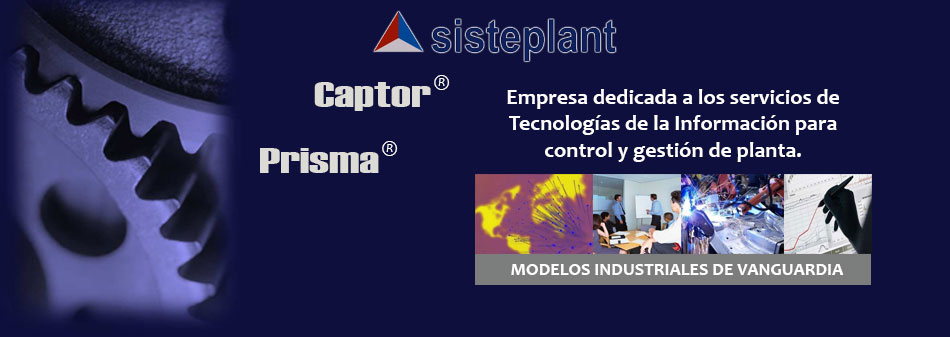 sisteplant
Captor®
Prisma®
Empresa dedicada a los servicios de
Tecnologías de la Información para
control y gestión de planta.
MODELOS INDUSTRIALES DE VANGUARDIA